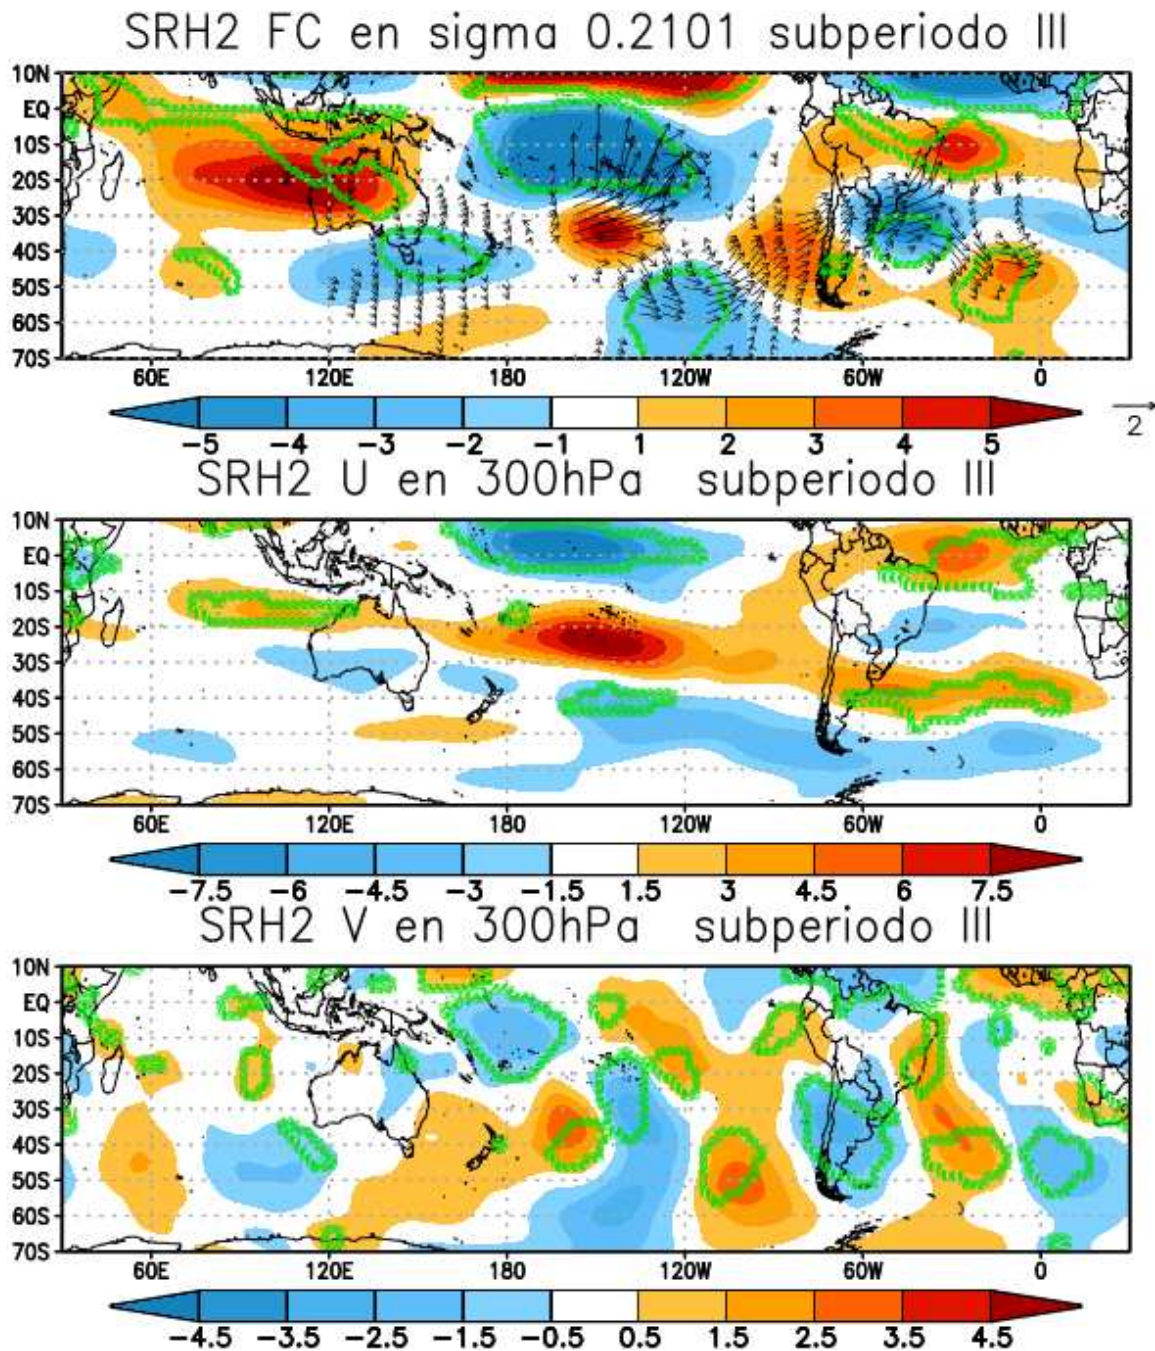 SRH2 FC en sigma 0.2101 subperiodo III
10N
EQ
10S
20S
30S
40S
50S
60S
70S
60E 120E 180 120W 60W 0
-5 -4 -3 -2 -1 1 2 3 4 5
2
SRH2 U en 300hPa subperiodo III
10N
EQ
10S
20S
30S
40S
50S
60S
70S
60E 120E 180 120W 60W 0
-7.5 -6 -4.5 -3 -1.5 1.5 3 4.5 6 7.5
SRH2 V en 300hPa subperiodo III
10N
EQ
10S
20S
30S
40S
50S
60S
70S
60E 120E 180 120W 60W 0
-4.5 -3.5 -2.5 -1.5 -0.5 0.5 1.5 2.5 3.5 4.5